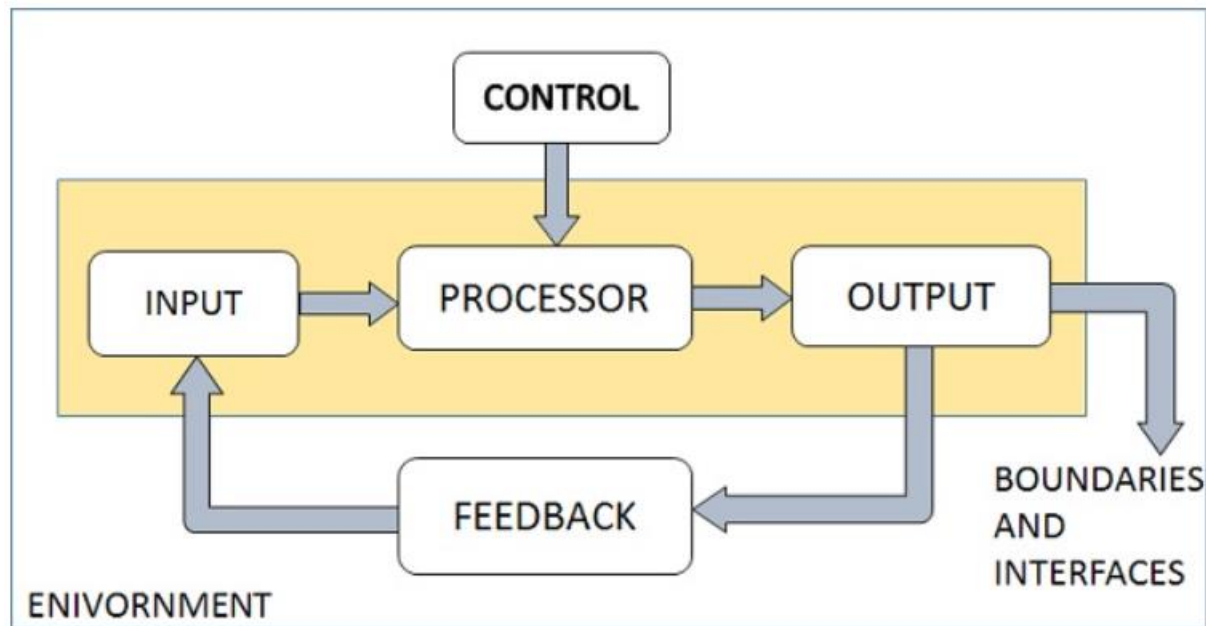 CONTROL
INPUT
PROCESSOR
OUTPUT
FEEDBACK
BOUNDARIES
AND
INTERFACES
ENIVORNMENT